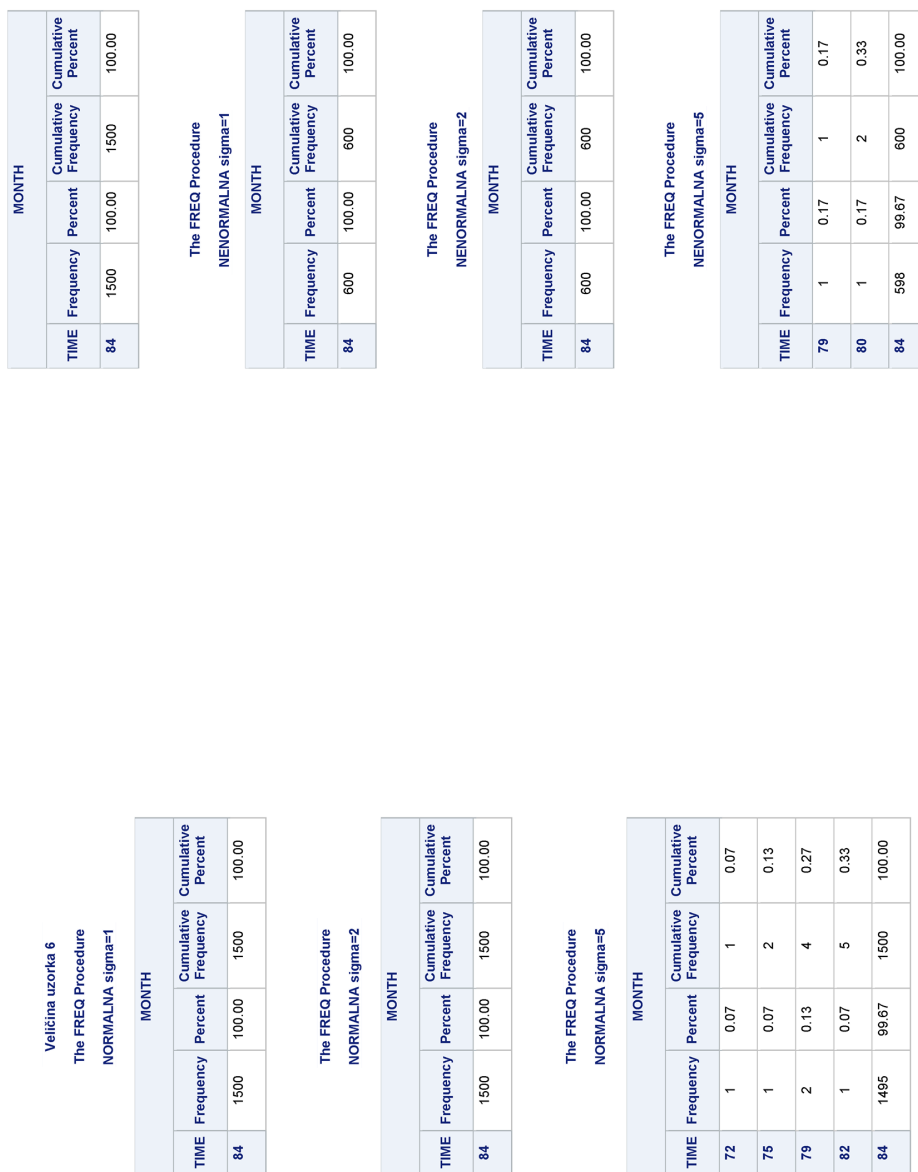 Veličina uzorka 6
The FREQ Procedure
NORMALNA sigma=1
MONTH
TIME Frequency Percent Cumulative Frequency Cumulative Percent
84 1500 100.00 1500 100.00
The FREQ Procedure
NORMALNA sigma=2
MONTH
TIME Frequency Percent Cumulative Frequency Cumulative Percent
84 1500 100.00 1500 100.00
The FREQ Procedure
NORMALNA sigma=5
MONTH
TIME Frequency Percent Cumulative Frequency Cumulative Percent
72 1 0.07 1 0.07
75 1 0.07 2 0.13
79 2 0.13 4 0.27
82 1 0.07 5 0.33
84 1495 99.67 1500 100.00
MONTH
TIME Frequency Percent Cumulative Frequency Cumulative Percent
84 1500 100.00 1500 100.00
The FREQ Procedure
NENORMALNA sigma=1
MONTH
TIME Frequency Percent Cumulative Frequency Cumulative Percent
84 600 100.00 600 100.00
The FREQ Procedure
NENORMALNA sigma=2
MONTH
TIME Frequency Percent Cumulative Frequency Cumulative Percent
84 600 100.00 600 100.00
The FREQ Procedure
NENORMALNA sigma=5
MONTH
TIME Frequency Percent Cumulative Frequency Cumulative Percent
79 1 0.17 1 0.17
80 1 0.17 2 0.33
84 598 99.67 600 100.00